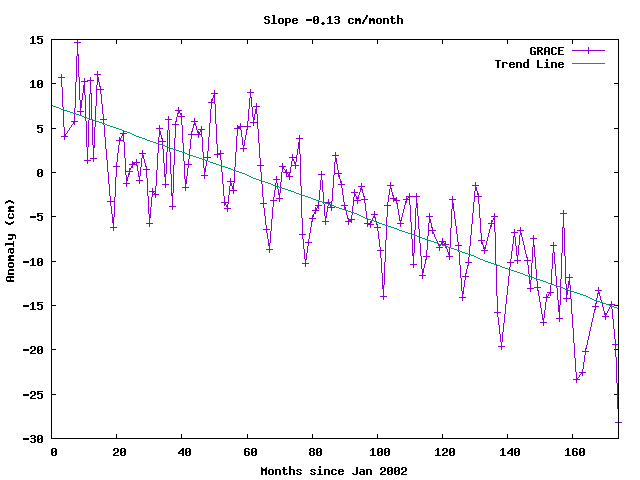 Slope -0.13 cm/month
GRACE
Trend Line
15
10
5
0
-5
-10
-15
-20
-25
-30
Anomaly (cm)
0 20 40 60 80 100 120 140 160
Months since Jan 2002